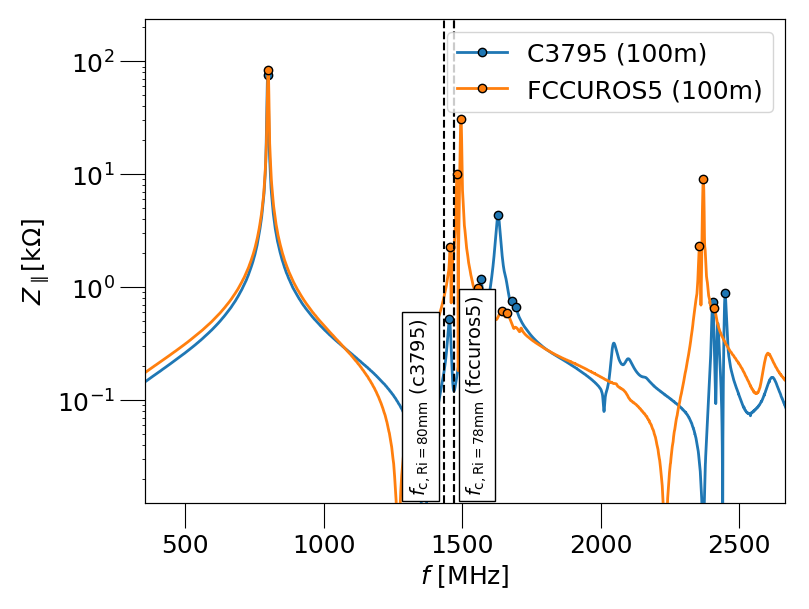 C3795 (100m)
FCCUROS5 (100m)
10²
10¹
10⁰
10⁻¹
Z∥ [kΩ]
f_c, Ri = 80mm (c3795)
f_c, Ri = 78mm (fccuros5)
500 1000 1500 2000 2500
f [MHz]